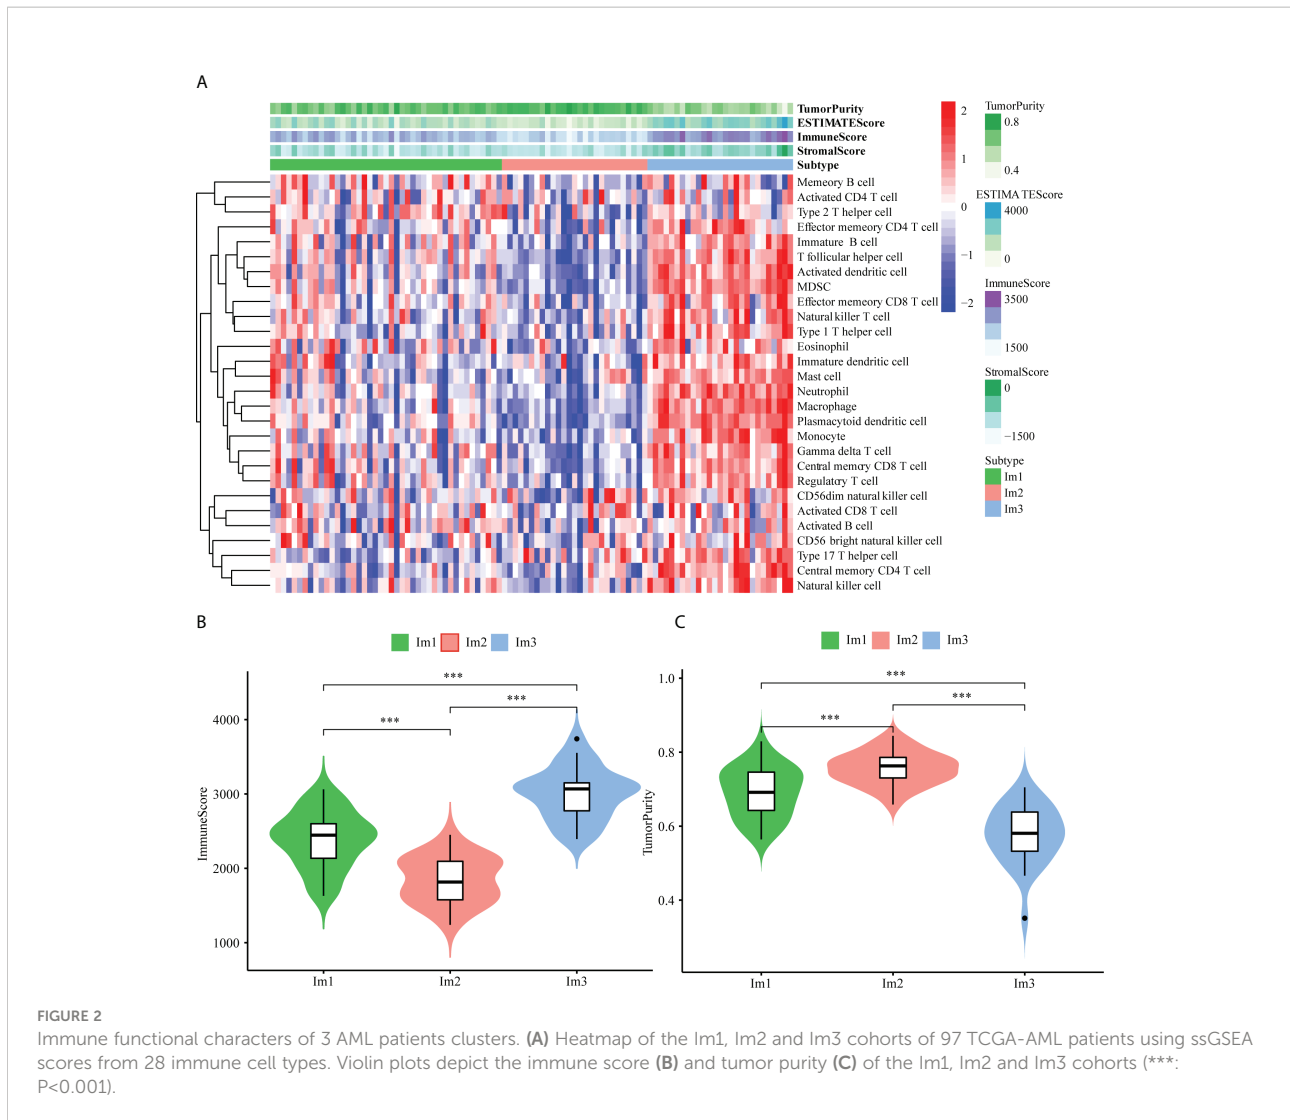 A
TumorPurity
ESTIMATEScore
ImmuneScore
StromalScore
Subtype
Memeory B cell
Activated CD4 T cell
Type 2 T helper cell
Effector memeory CD4 T cell
Immature B cell
T follicular helper cell
Activated dendritic cell
MDSC
Effector memeory CD8 T cell
Natural killer T cell
Type 1 T helper cell
Eosinophil
Immature dendritic cell
Mast cell
Neutrophil
Macrophage
Plasmacytoid dendritic cell
Monocyte
Gamma delta T cell
Central memory CD8 T cell
Regulatory T cell
CD56dim natural killer cell
Activated CD8 T cell
Activated B cell
CD56 bright natural killer cell
Type 17 T helper cell
Central memory CD4 T cell
Natural killer cell
2
1
0
−1
−2
TumorPurity
0.8
0.4
ESTIMATEScore
4000
0
ImmuneScore
3500
1500
StromalScore
0
−1500
Subtype
Im1
Im2
Im3
B
Im1 Im2 Im3
ImmuneScore
4000
3000
2000
1000
***
***
***
Im1 Im2 Im3
C
Im1 Im2 Im3
TumorPurity
1.0
0.8
0.6
0.4
***
***
***
Im1 Im2 Im3
FIGURE 2
Immune functional characters of 3 AML patients clusters. (A) Heatmap of the Im1, Im2 and Im3 cohorts of 97 TCGA-AML patients using ssGSEA
scores from 28 immune cell types. Violin plots depict the immune score (B) and tumor purity (C) of the Im1, Im2 and Im3 cohorts (***:
P<0.001).